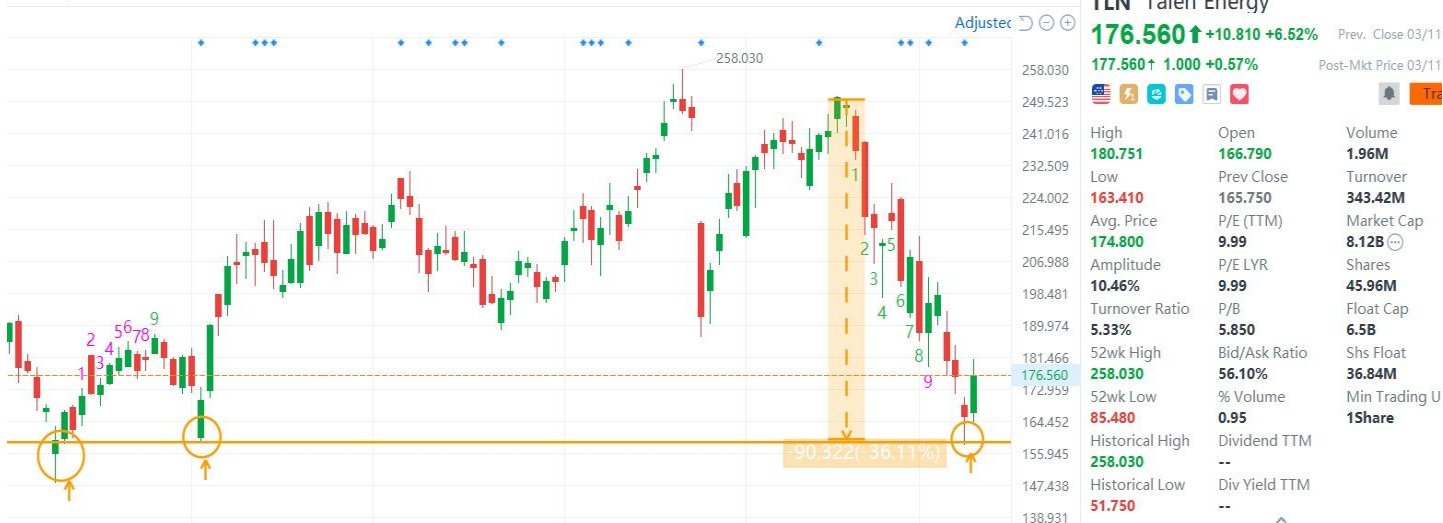 TLN Talen Energy
Adjusted
176.560 +10.810 +6.52% Prev. Close 03/11
177.560↑ 1.000 +0.57% Post-Mkt Price 03/11
Tra
258.030
258.030
249.523
241.016
232.509
224.002
215.495
206.988
198.481
189.974
181.466
176.560
172.959
164.452
155.945
147.438
138.931
1
2
3
4
5
6
7
8
9
1
2
3
4
5
6
7
8
9
-90.322(-36.11%)
High Open Volume
180.751 166.790 1.96M
Low Prev Close Turnover
163.410 165.750 343.42M
Avg. Price P/E (TTM) Market Cap
174.800 9.99 8.12B
Amplitude P/E LYR Shares
10.46% 9.99 45.96M
Turnover Ratio P/B Float Cap
5.33% 5.850 6.5B
52wk High Bid/Ask Ratio Shs Float
258.030 56.10% 36.84M
52wk Low % Volume Min Trading U
85.480 0.95 1Share
Historical High Dividend TTM
258.030 --
Historical Low Div Yield TTM
51.750 --